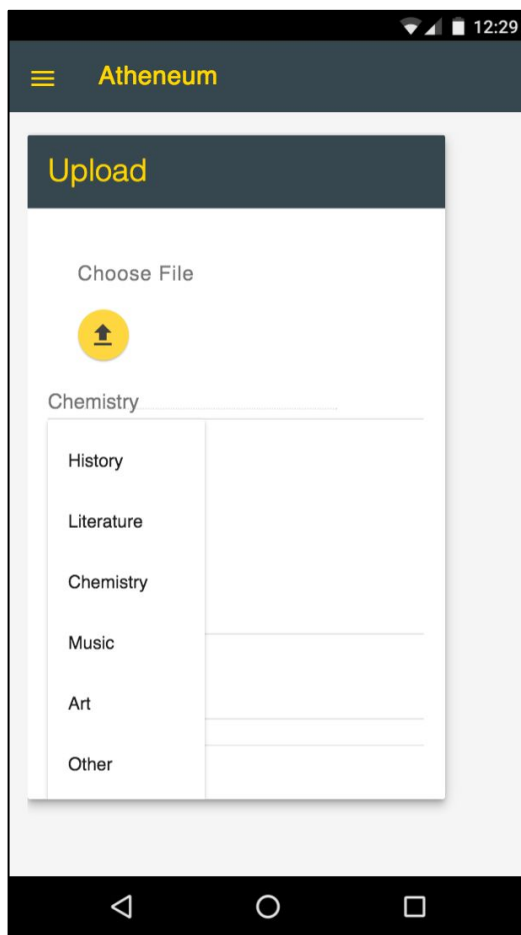 12:29
Atheneum
Upload
Choose File
Chemistry
History
Literature
Chemistry
Music
Art
Other